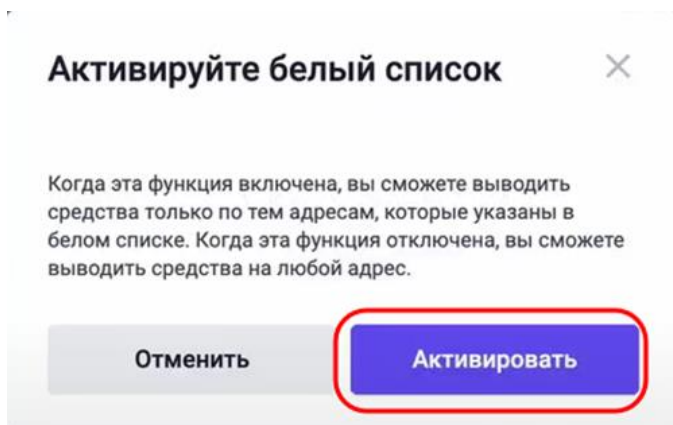 Активируйте белый список
Когда эта функция включена, вы сможете выводить
средства только по тем адресам, которые указаны в
белом списке. Когда эта функция отключена, вы сможете
выводить средства на любой адрес.
Отменить
Активировать